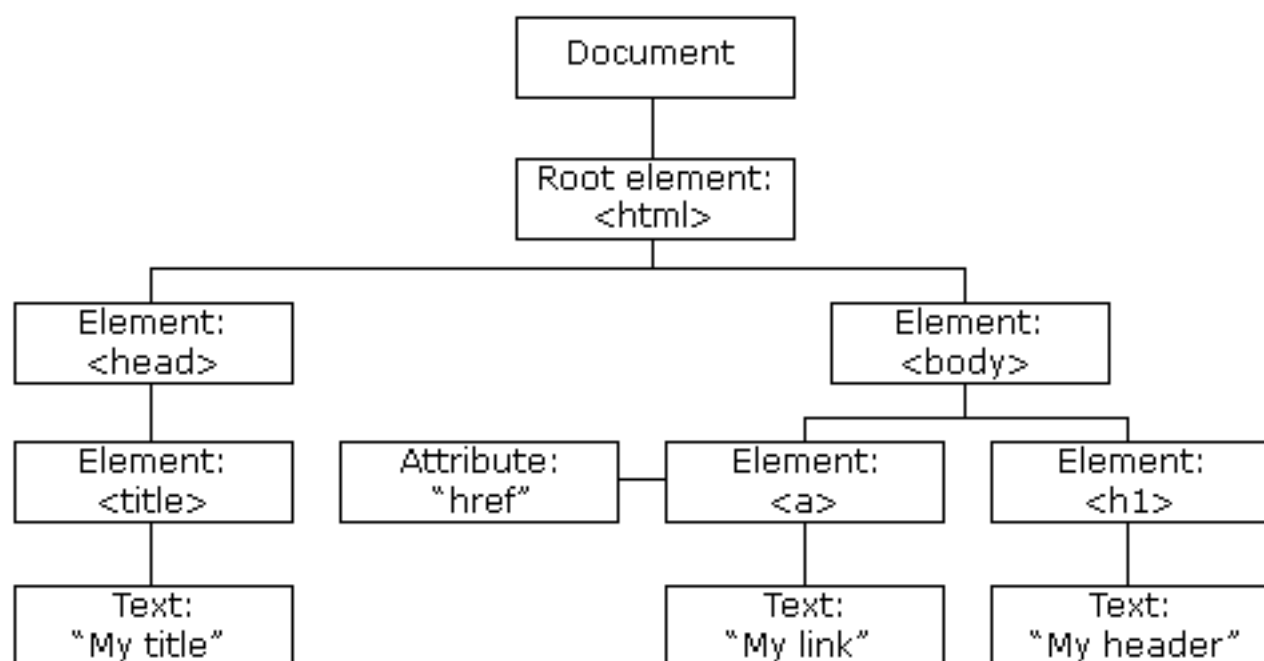 Document
Root element:
<html>
Element:
<head>
Element:
<body>
Element:
<title>
Attribute:
“href”
Element:
<a>
Element:
<h1>
Text:
“My title”
Text:
“My link”
Text:
“My header”